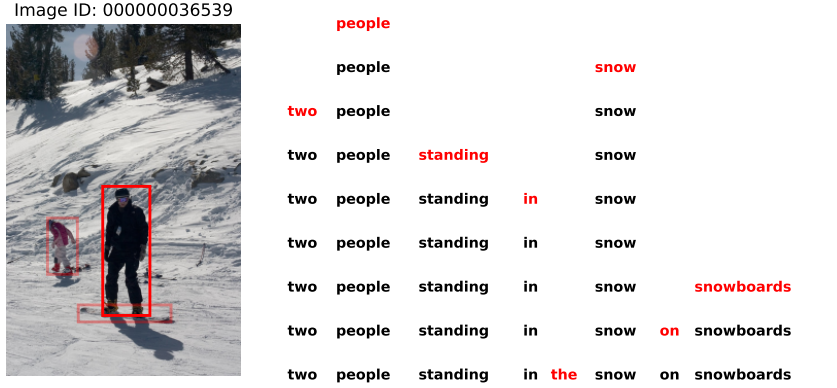 Image ID: 000000036539
people
people snow
two people snow
two people standing snow
two people standing in snow
two people standing in snow
two people standing in snow snowboards
two people standing in snow on snowboards
two people standing in the snow on snowboards